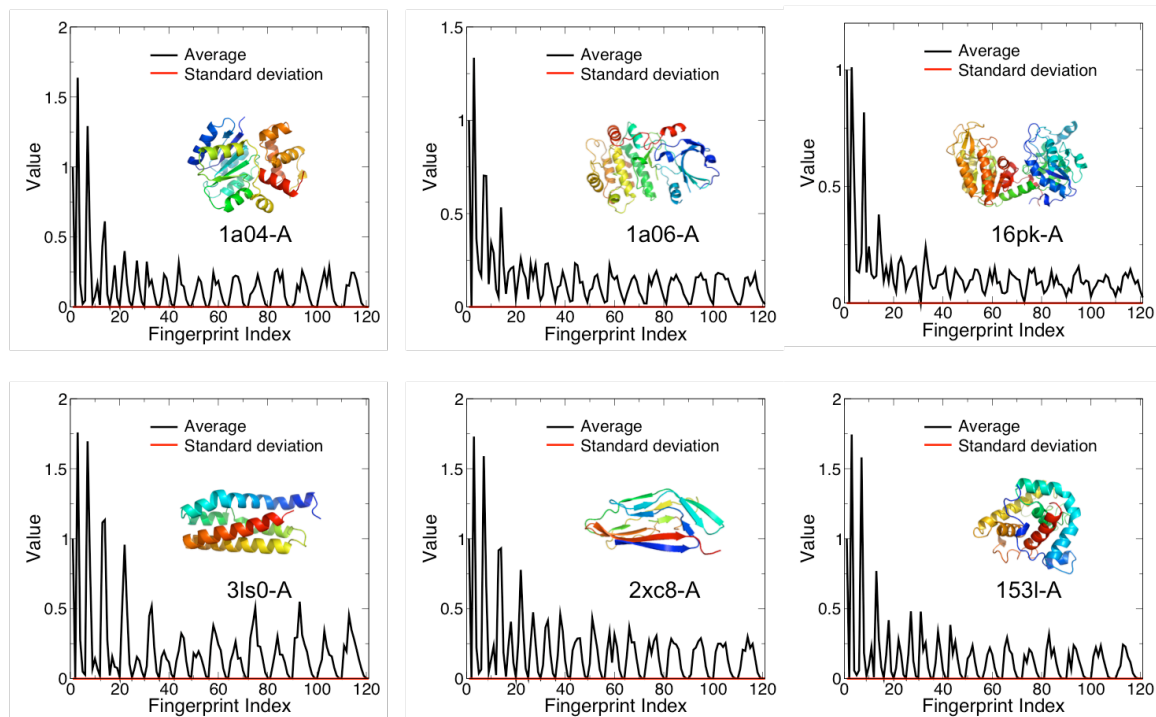 2
1.5
1
0.5
0
Value
Average
Standard deviation
1a04-A
0 20 40 60 80 100 120
Fingerprint Index
1.5
1
0.5
0
Value
Average
Standard deviation
1a06-A
0 20 40 60 80 100 120
Fingerprint Index
1
0.5
0
Value
Average
Standard deviation
16pk-A
0 20 40 60 80 100 120
Fingerprint Index
2
1.5
1
0.5
0
Value
Average
Standard deviation
3ls0-A
0 20 40 60 80 100 120
Fingerprint Index
2
1.5
1
0.5
0
Value
Average
Standard deviation
2xc8-A
0 20 40 60 80 100 120
Fingerprint Index
2
1.5
1
0.5
0
Value
Average
Standard deviation
153l-A
0 20 40 60 80 100 120
Fingerprint Index